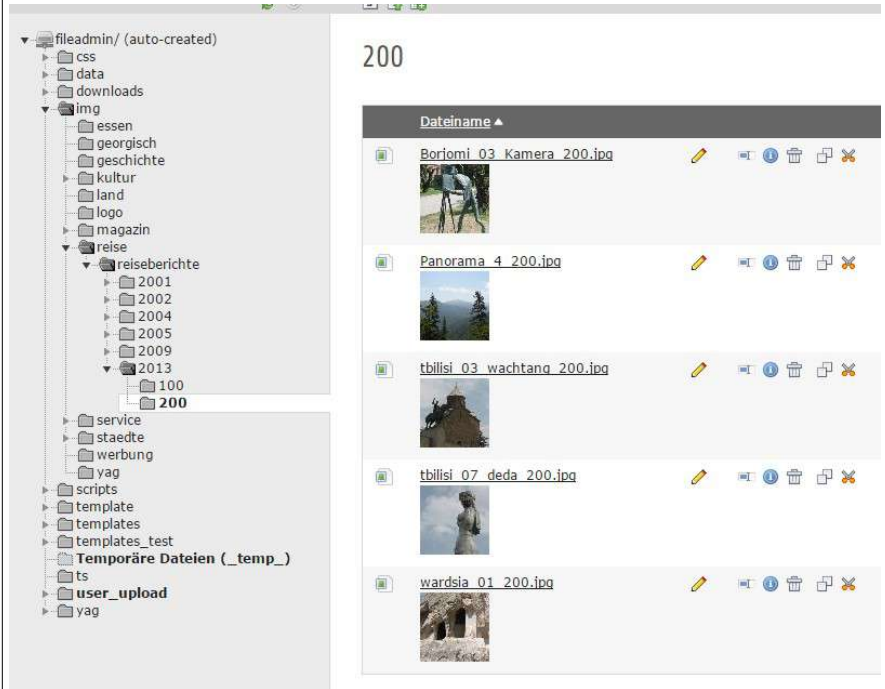 fileadmin/ (auto-created)
css
data
downloads
img
essen
georgisch
geschichte
kultur
land
logo
magazin
reise
reiseberichte
2001
2002
2004
2005
2009
2013
100
200
service
staedte
werbung
yag
scripts
template
templates
templates_test
Temporäre Dateien (_temp_)
ts
user_upload
yag
200
Dateiname
Borjomi_03_Kamera_200.jpg
Panorama_4_200.jpg
tbilisi_03_wachtang_200.jpg
tbilisi_07_deda_200.jpg
wardsia_01_200.jpg